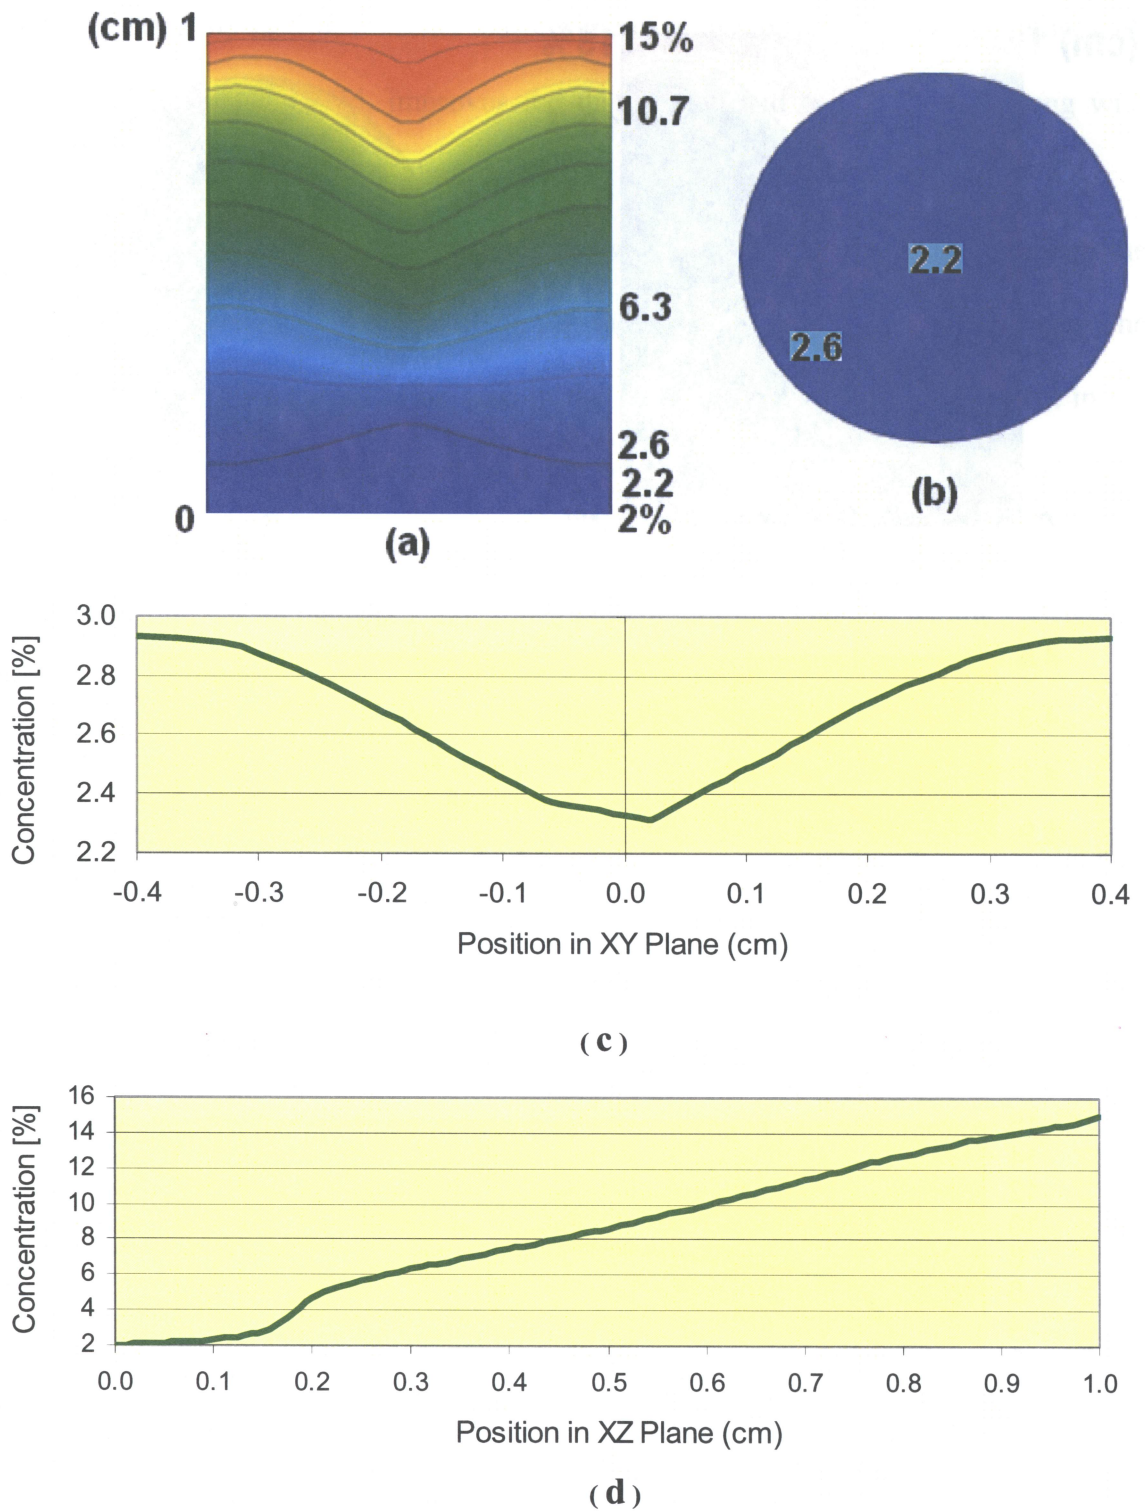 (cm) 1
15%
10.7
6.3
2.6
2.2
2%
0
(a)
2.2
2.6
(b)
Concentration [%]
3.0
2.8
2.6
2.4
2.2
-0.4 -0.3 -0.2 -0.1 0.0 0.1 0.2 0.3 0.4
Position in XY Plane (cm)
(c)
Concentration [%]
16
14
12
10
8
6
4
2
0.0 0.1 0.2 0.3 0.4 0.5 0.6 0.7 0.8 0.9 1.0
Position in XZ Plane (cm)
(d)